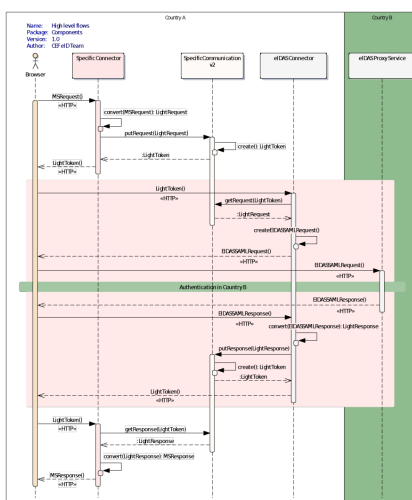 Country A
Country B
Name: High level flows
Package: Components
Version: 1.0
Author: CEF eID Team
Browser
Specific Connector
SpecificCommunication v2
eIDAS Connector
eIDAS Proxy Service
MSRequest()
«HTTP»
convert(MSRequest): LightRequest
putRequest(LightRequest)
create(): LightToken
:LightToken
LightToken()
«HTTP»
LightToken()
«HTTP»
getRequest(LightToken)
:LightRequest
createEIDASSAMLRequest()
EIDASSAMLRequest()
«HTTP»
EIDASSAMLRequest()
«HTTP»
Authentication in Country B
EIDASSAMLResponse()
«HTTP»
EIDASSAMLResponse()
«HTTP»
convert(EIDASSAMLResponse): LightResponse
putResponse(LightResponse)
create(): LightToken
:LightToken
LightToken()
«HTTP»
LightToken()
«HTTP»
getResponse(LightToken)
:LightResponse
convert(LightResponse): MSResponse
MSResponse()
«HTTP»